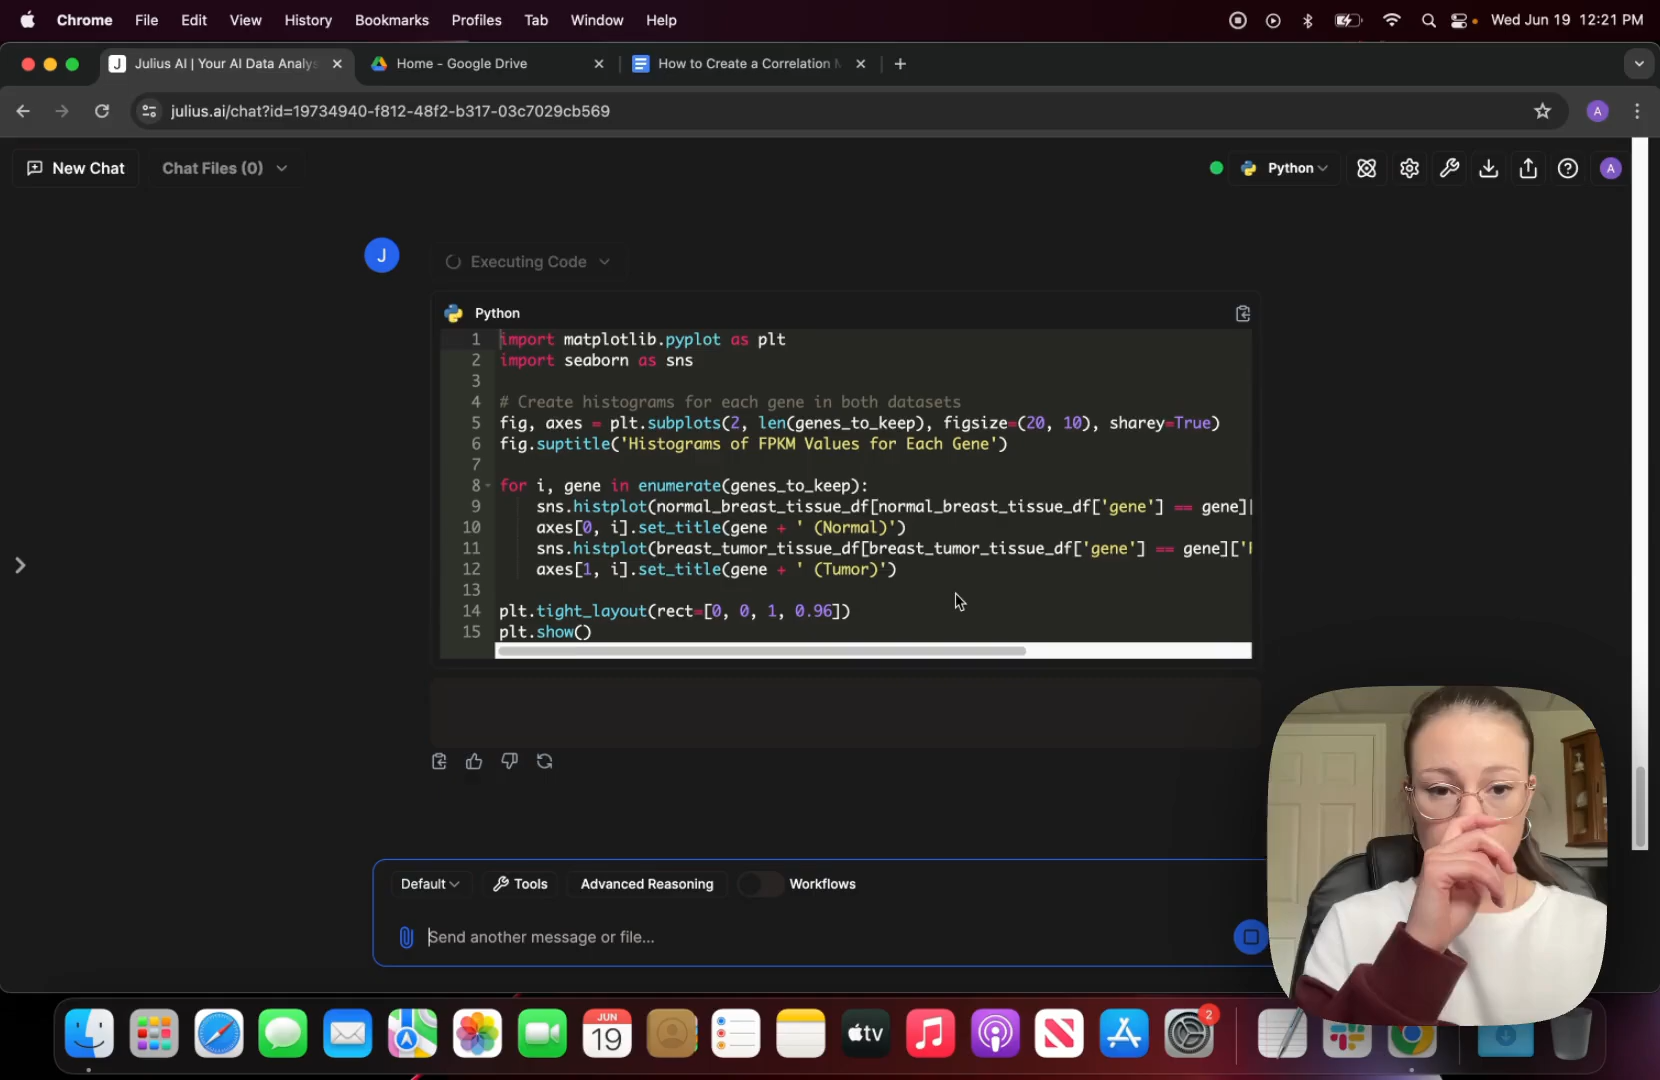 Chrome File Edit View History Bookmarks Profiles Tab Window Help Wed Jun 19 12:21 PM
Julius AI | Your AI Data Analys Home - Google Drive How to Create a Correlation M
julius.ai/chat?id=19734940-f812-48f2-b317-03c7029cb569 A
New Chat Chat Files (0) Python A
J Executing Code
Python
1 import matplotlib.pyplot as plt
2 import seaborn as sns
3
4 # Create histograms for each gene in both datasets
5 fig, axes = plt.subplots(2, len(genes_to_keep), figsize=(20, 10), sharey=True)
6 fig.suptitle('Histograms of FPKM Values for Each Gene')
7
8 for i, gene in enumerate(genes_to_keep):
9 sns.histplot(normal_breast_tissue_df[normal_breast_tissue_df['gene'] == gene][
10 axes[0, i].set_title(gene + ' (Normal)')
11 sns.histplot(breast_tumor_tissue_df[breast_tumor_tissue_df['gene'] == gene]['F
12 axes[1, i].set_title(gene + ' (Tumor)')
13
14 plt.tight_layout(rect=[0, 0, 1, 0.96])
15 plt.show()
Default Tools Advanced Reasoning Workflows
Send another message or file...
JUN
19
tv
2